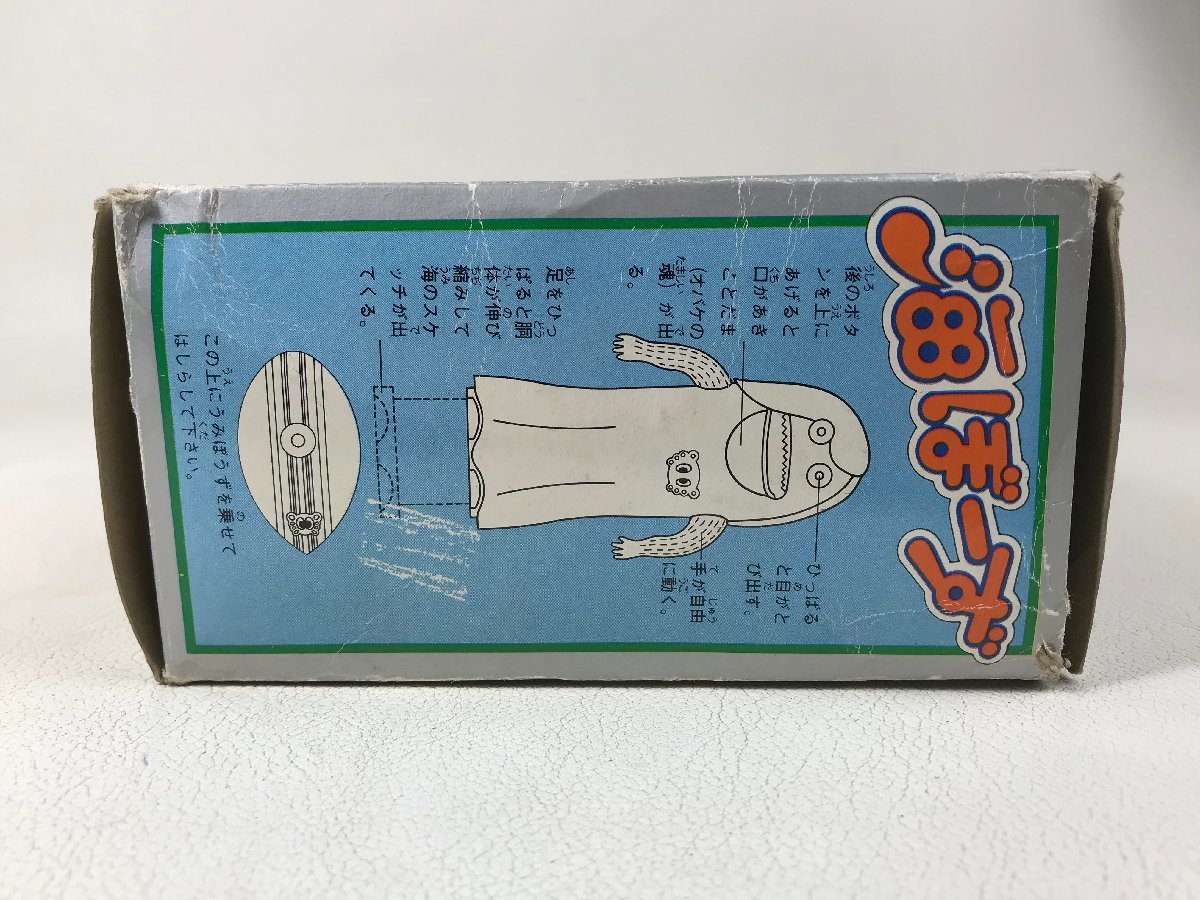 ぼーず
後のボタ
ンを上に
あげると
口があき
ことだま
(オバケの
魂)が出
る。
ひっぱる
と目がと
び出す。
手が自由
に動く。
足をひっ
ぱると胴
体が伸び
縮みして
海のスケ
ッチが出
てくる。
この上にうみぼうずを乗せて
はしらして下さい。